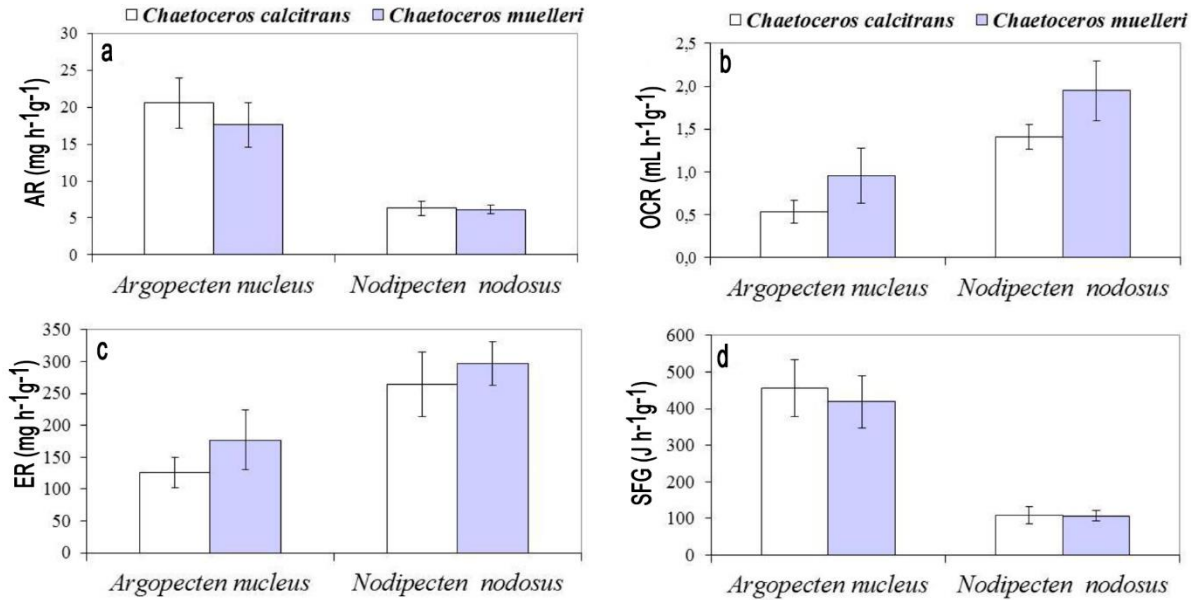 Chaetoceros calcitrans Chaetoceros muelleri
a
AR (mg h-1g-1)
30
25
20
15
10
5
0
Argopecten nucleus Nodipecten nodosus
Chaetoceros calcitrans Chaetoceros muelleri
b
OCR (mL h-1g-1)
2,5
2,0
1,5
1,0
0,5
0,0
Argopecten nucleus Nodipecten nodosus
c
ER (mg h-1g-1)
350
300
250
200
150
100
50
0
Argopecten nucleus Nodipecten nodosus
d
SFG (J h-1g-1)
600
500
400
300
200
100
0
Argopecten nucleus Nodipecten nodosus